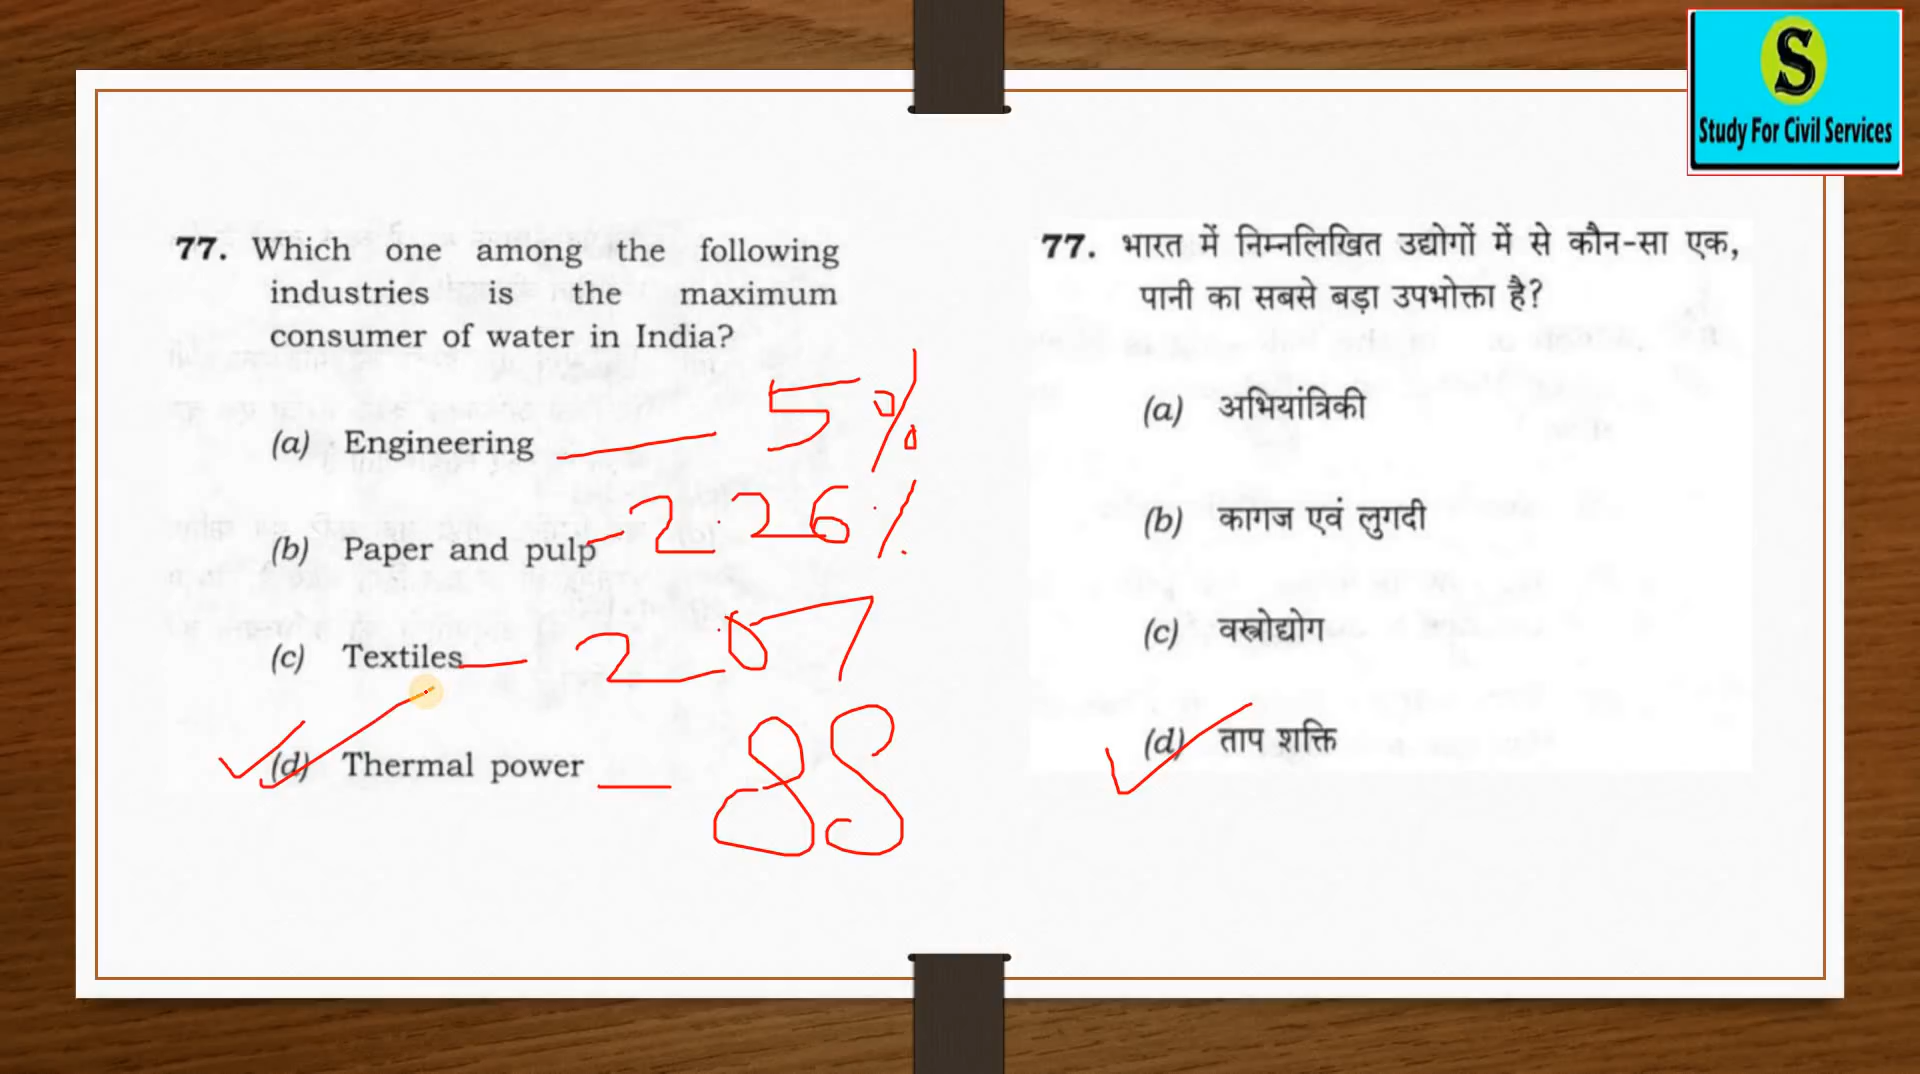 S
Study For Civil Services
77. Which one among the following
industries is the maximum
consumer of water in India?
(a) Engineering — 5%
(b) Paper and pulp - 2.26%
(c) Textiles — 2.07
(d) Thermal power — 88
77. भारत में निम्नलिखित उद्योगों में से कौन-सा एक,
पानी का सबसे बड़ा उपभोक्ता है?
(a) अभियांत्रिकी
(b) कागज एवं लुगदी
(c) वस्त्रोद्योग
(d) ताप शक्ति